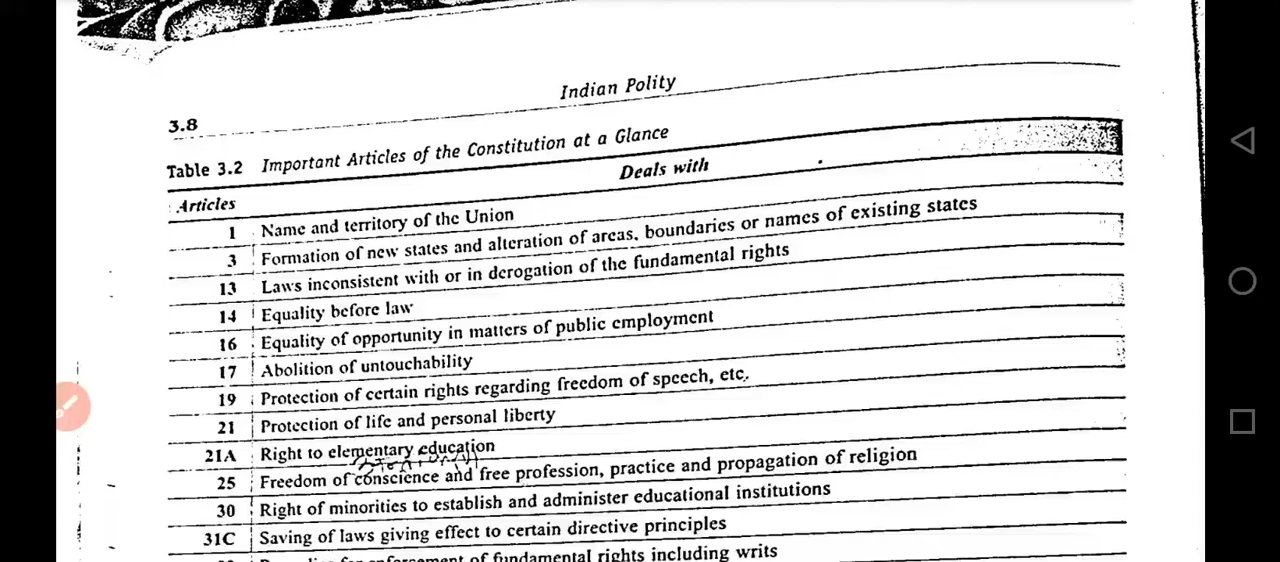 Indian Polity
3.8
Table 3.2 Important Articles of the Constitution at a Glance
Articles Deals with
1 Name and territory of the Union
3 Formation of new states and alteration of areas, boundaries or names of existing states
13 Laws inconsistent with or in derogation of the fundamental rights
14 Equality before law
16 Equality of opportunity in matters of public employment
17 Abolition of untouchability
19 Protection of certain rights regarding freedom of speech, etc.
21 Protection of life and personal liberty
21A Right to elementary education
25 Freedom of conscience and free profession, practice and propagation of religion
30 Right of minorities to establish and administer educational institutions
31C Saving of laws giving effect to certain directive principles
of fundamental rights including writs